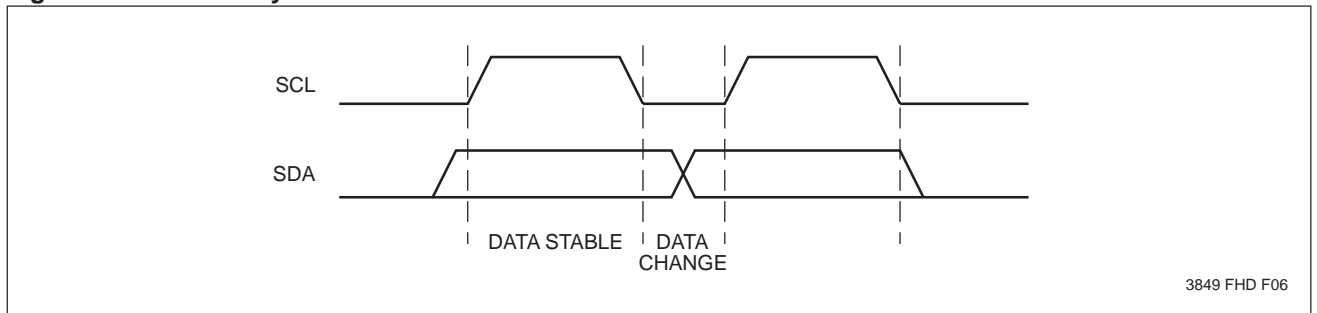 SCL
SDA
DATA STABLE
DATA
CHANGE
3849 FHD F06